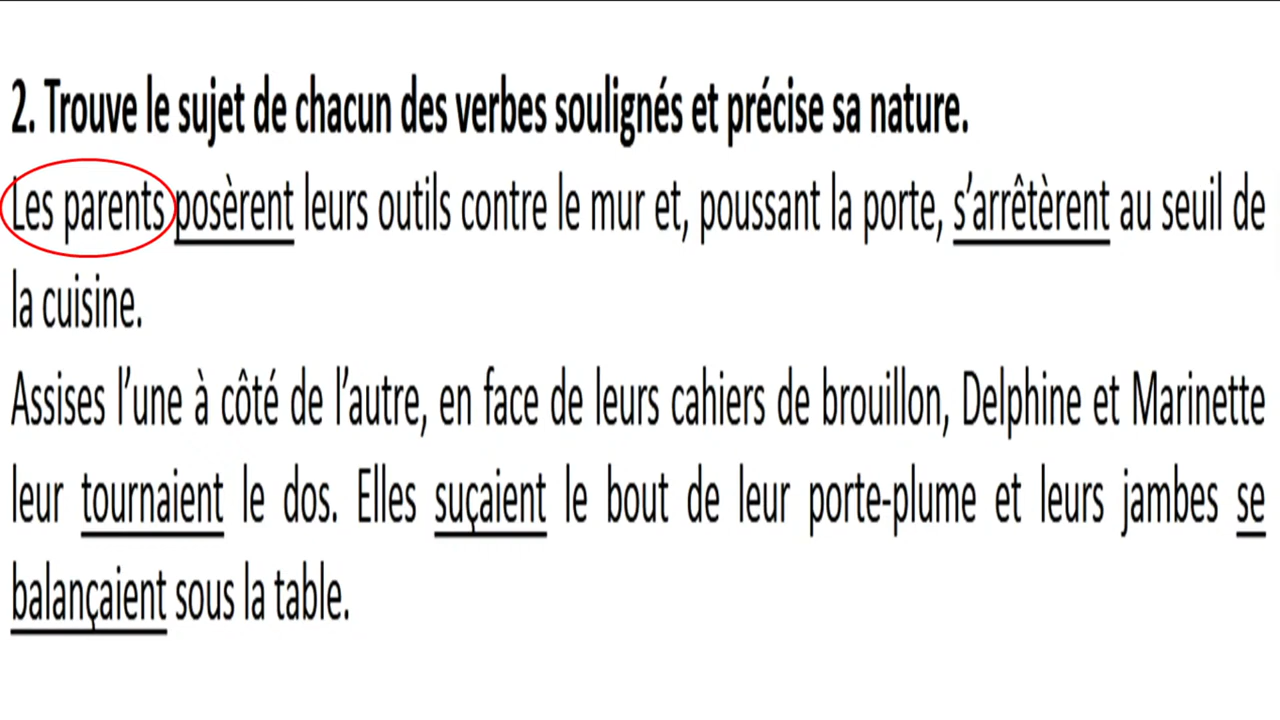 2. Trouve le sujet de chacun des verbes soulignés et précise sa nature.
Les parents posèrent leurs outils contre le mur et, poussant la porte, s’arrêtèrent au seuil de
la cuisine.
Assises l’une à côté de l’autre, en face de leurs cahiers de brouillon, Delphine et Marinette
leur tournaient le dos. Elles suçaient le bout de leur porte-plume et leurs jambes se
balançaient sous la table.